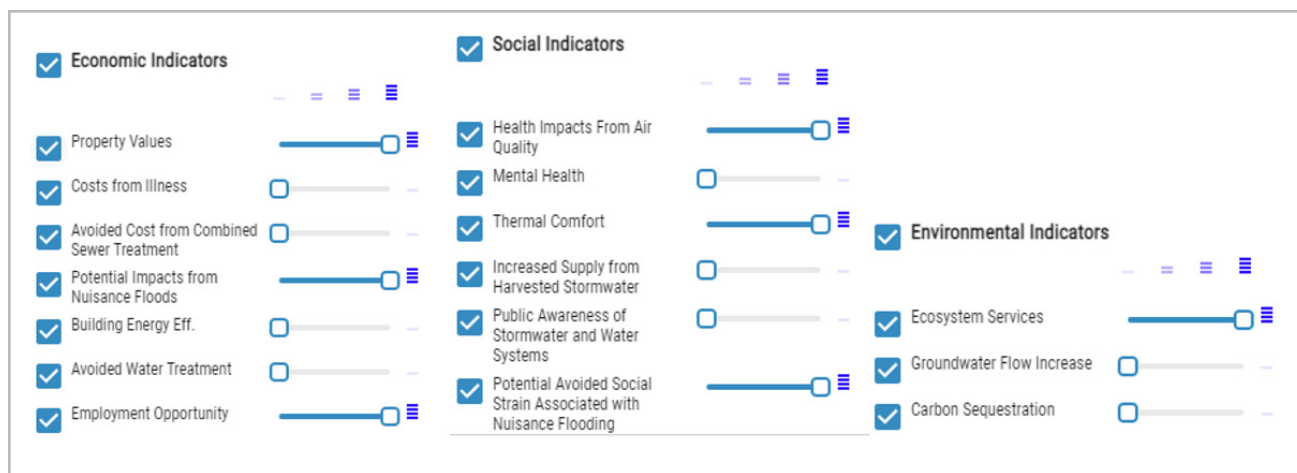 Economic Indicators
Property Values
Costs from Illness
Avoided Cost from Combined
Sewer Treatment
Potential Impacts from
Nuisance Floods
Building Energy Eff.
Avoided Water Treatment
Employment Opportunity
Social Indicators
Health Impacts From Air
Quality
Mental Health
Thermal Comfort
Increased Supply from
Harvested Stormwater
Public Awareness of
Stormwater and Water
Systems
Potential Avoided Social
Strain Associated with
Nuisance Flooding
Environmental Indicators
Ecosystem Services
Groundwater Flow Increase
Carbon Sequestration